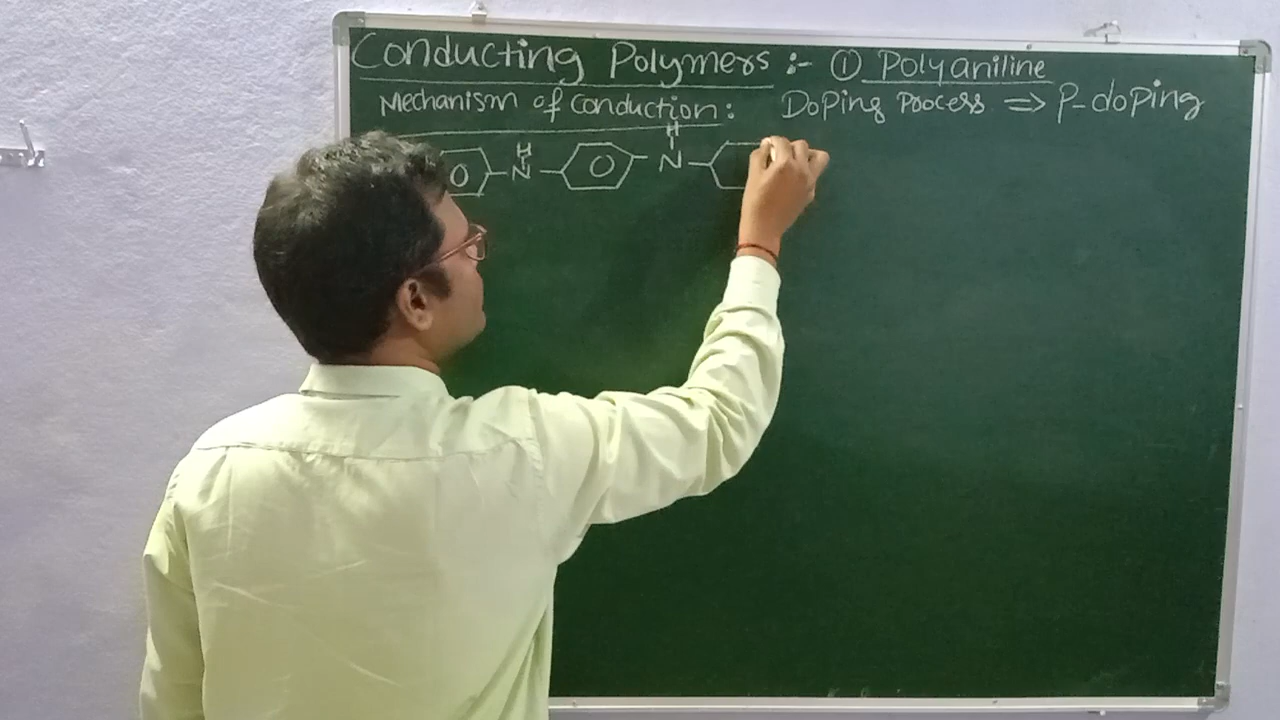 Conducting Polymers :- ① Polyaniline
Mechanism of Conduction: Doping Process ⇒ P-doping
H H
N N